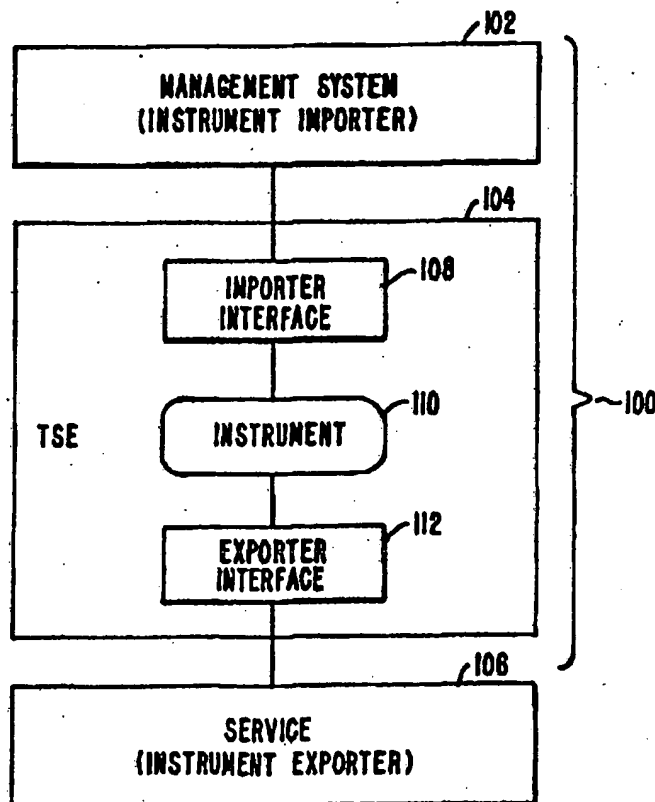 102
MANAGEMENT SYSTEM
(INSTRUMENT IMPORTER)
104
108
IMPORTER
INTERFACE
110
TSE
INSTRUMENT
100
112
EXPORTER
INTERFACE
106
SERVICE
(INSTRUMENT EXPORTER)